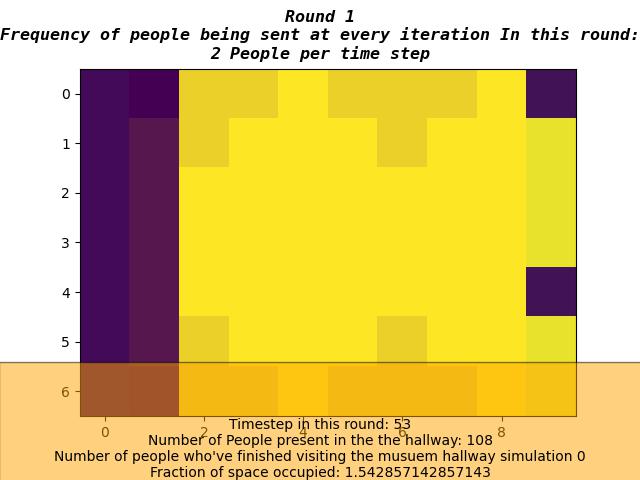 Round 1
Frequency of people being sent at every iteration In this round:
2 People per time step
0
1
2
3
4
5
6
0 2 4 6 8
Timestep in this round: 53
Number of People present in the the hallway: 108
Number of people who've finished visiting the musuem hallway simulation 0
Fraction of space occupied: 1.542857142857143